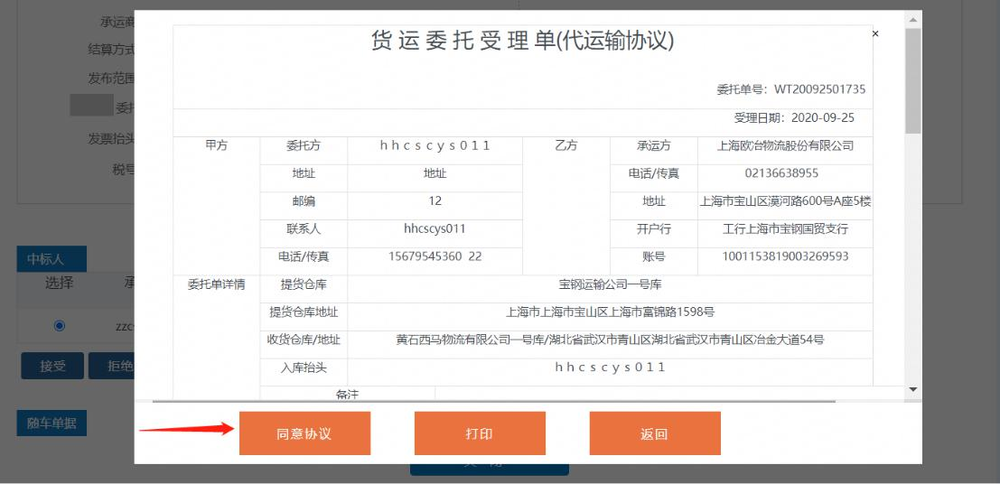 承运商
结算方式
发布范围
委托
发票抬头
税号
货运委托受理单(代运输协议)
×
委托单号：WT20092501735
受理日期：2020-09-25
甲方 委托方 hhcscys011 乙方 承运方 上海欧冶物流股份有限公司
地址 地址 电话/传真 02136638955
邮编 12 地址 上海市宝山区漠河路600号A座5楼
联系人 hhcscys011 开户行 工行上海市宝钢国贸支行
电话/传真 15679545360 22 账号 1001153819003269593
委托单详情 提货仓库 宝钢运输公司一号库
提货仓库地址 上海市上海市宝山区上海市富锦路1598号
收货仓库/地址 黄石西马物流有限公司一号库/湖北省武汉市青山区湖北省武汉市青山区冶金大道54号
入库抬头 hhcscys011
备注
中标人
选择 承
zzc
接受 拒绝
随车单据
同意协议 打印 返回